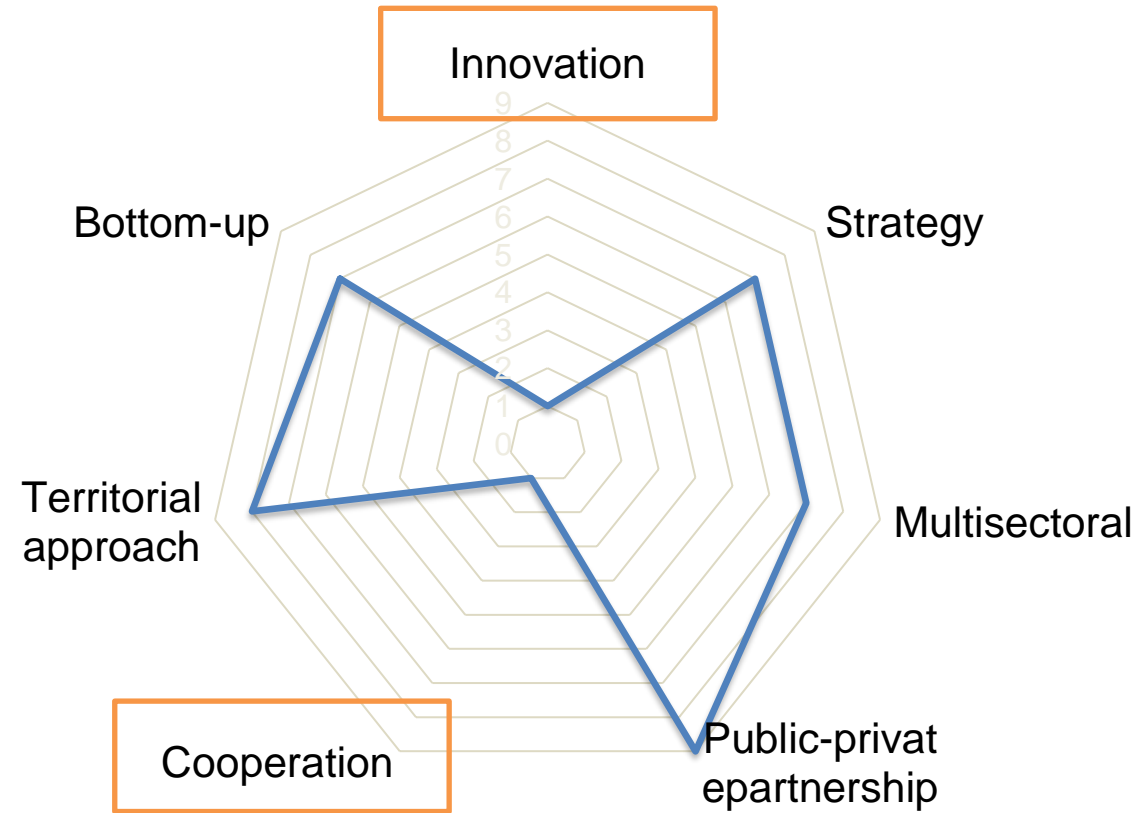 Innovation
9
8
7
6
5
4
3
2
1
0
Strategy
Multisectoral
Public-privat
epartnership
Cooperation
Territorial
approach
Bottom-up